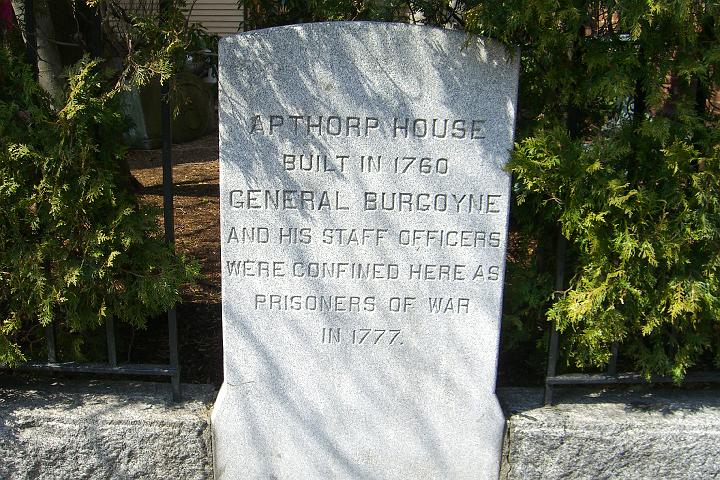 APTHORP HOUSE
BUILT IN 1760
GENERAL BURGOYNE
AND HIS STAFF OFFICERS
WERE CONFINED HERE AS
PRISONERS OF WAR
IN 1777.